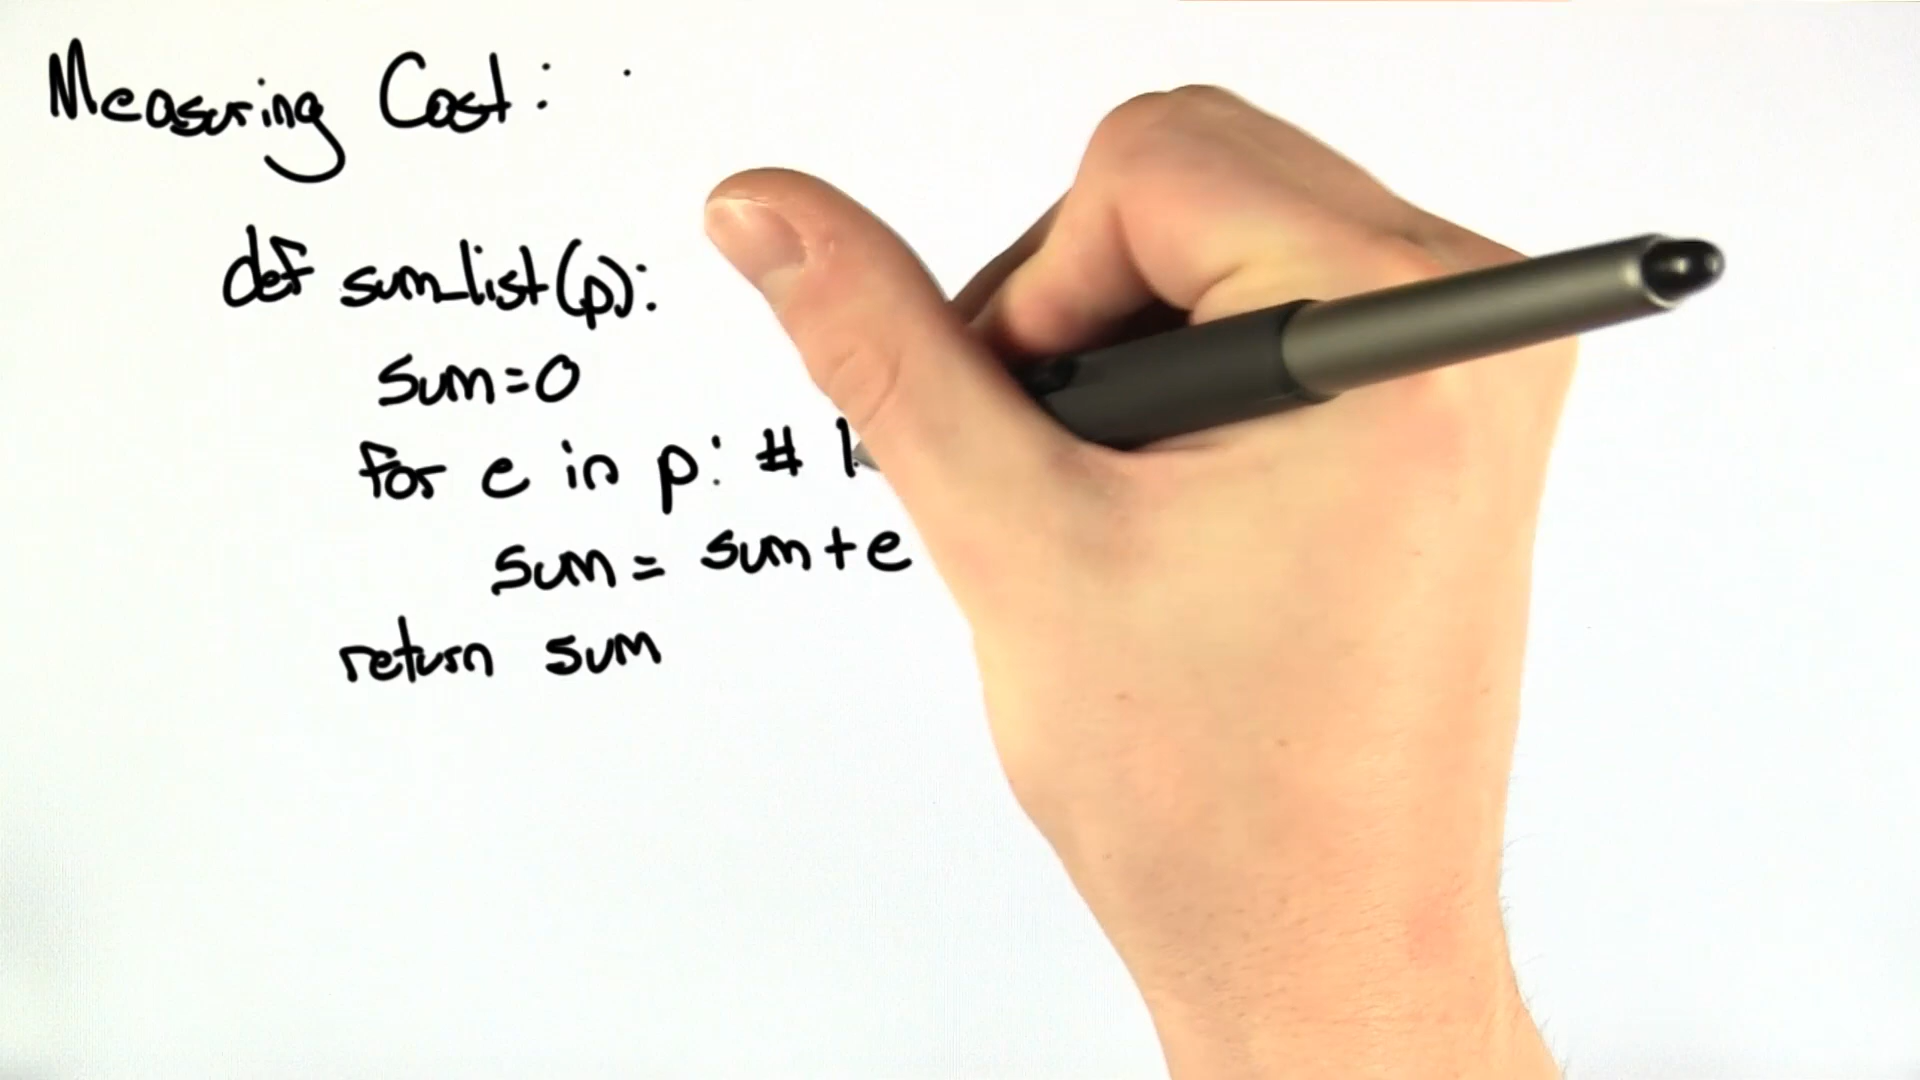 Measuring Cost:
def sum_list(p):
sum=0
for e in p: #
sum = sum+e
return sum